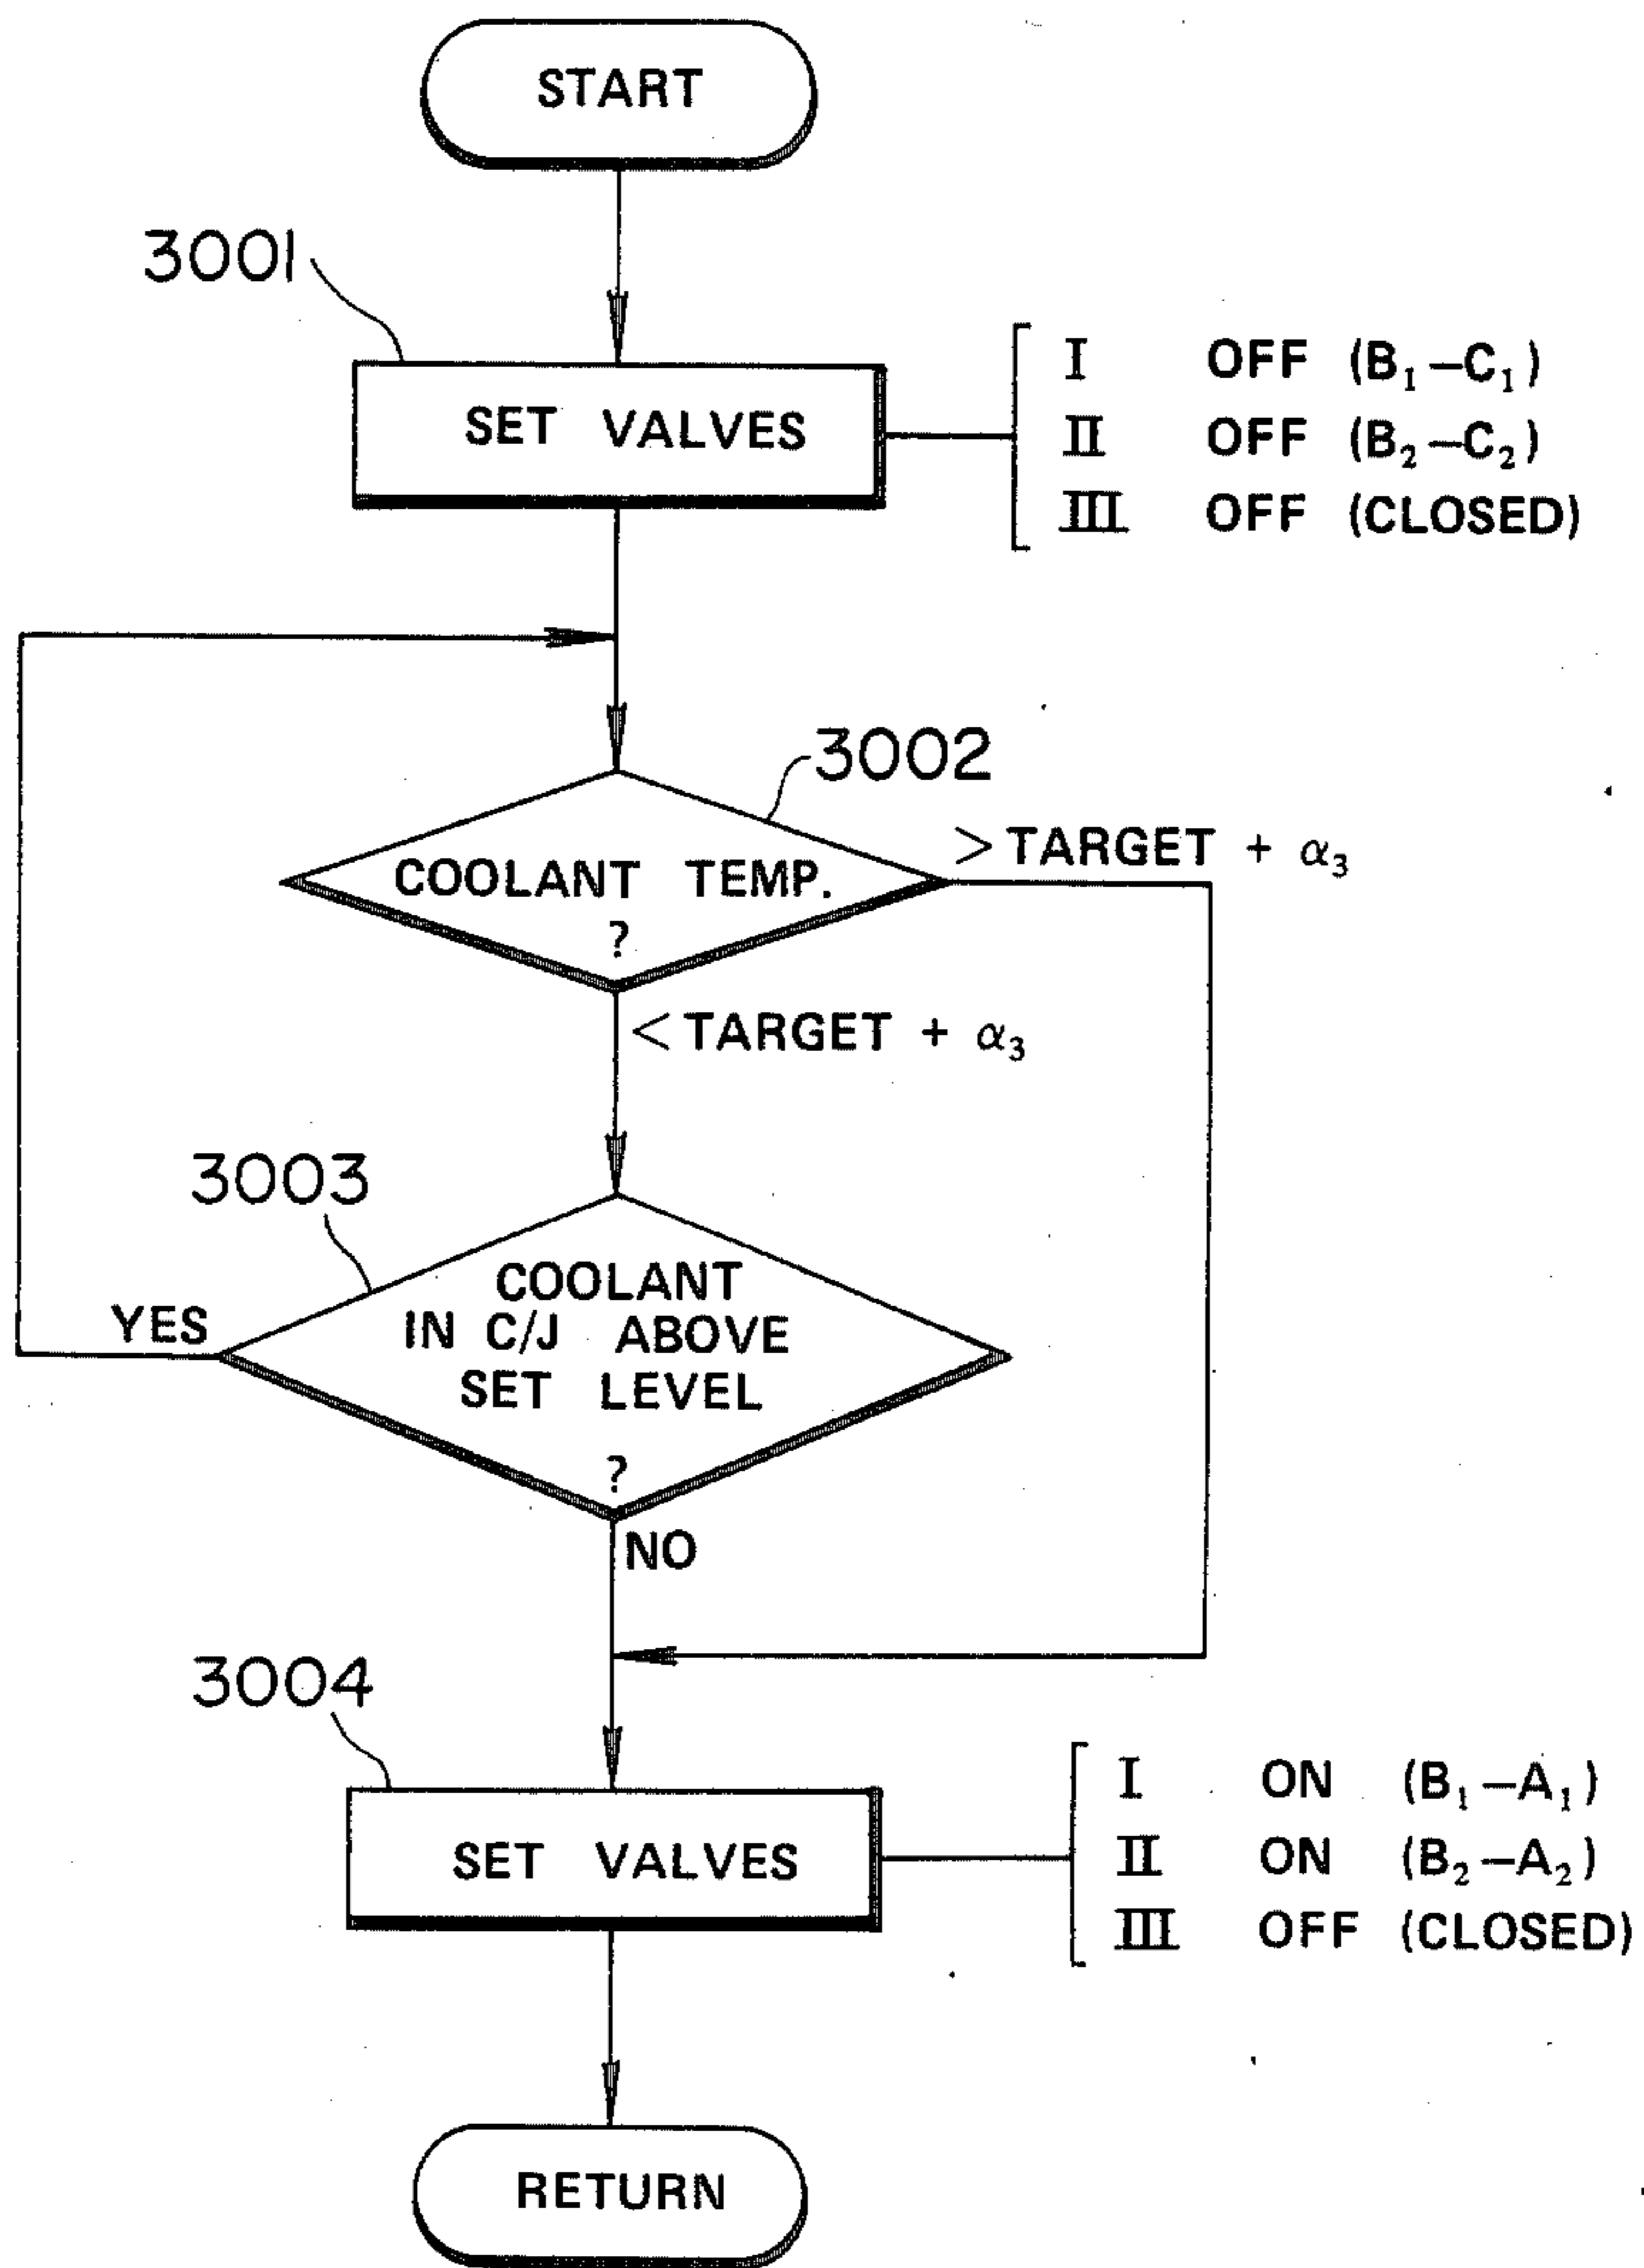 START
3001
SET VALVES
I OFF (B₁–C₁)
II OFF (B₂–C₂)
III OFF (CLOSED)
3002
COOLANT TEMP.
?
> TARGET + α₃
< TARGET + α₃
3003
COOLANT
IN C/J ABOVE
SET LEVEL
?
YES
NO
3004
SET VALVES
I ON (B₁–A₁)
II ON (B₂–A₂)
III OFF (CLOSED)
RETURN